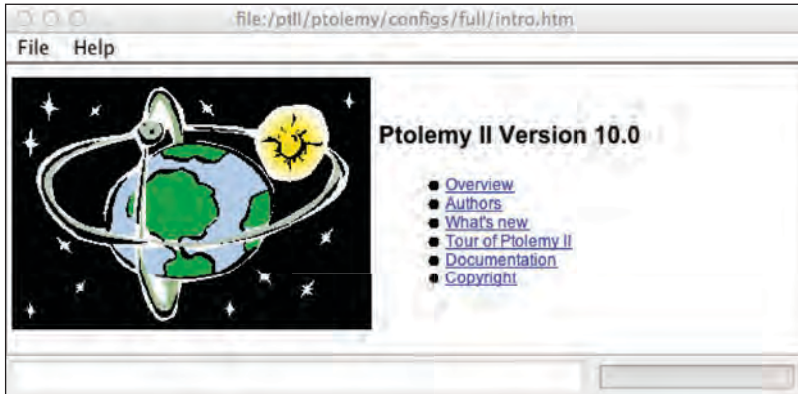 file:/ptII/ptolemy/configs/full/intro.htm
File Help
Ptolemy II Version 10.0
Overview
Authors
What's new
Tour of Ptolemy II
Documentation
Copyright